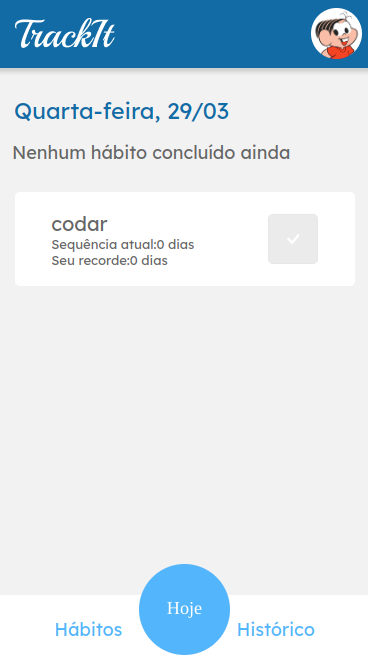 TrackIt
Quarta-feira, 29/03
Nenhum hábito concluído ainda
codar
Sequência atual:0 dias
Seu recorde:0 dias
Hoje
Hábitos
Histórico